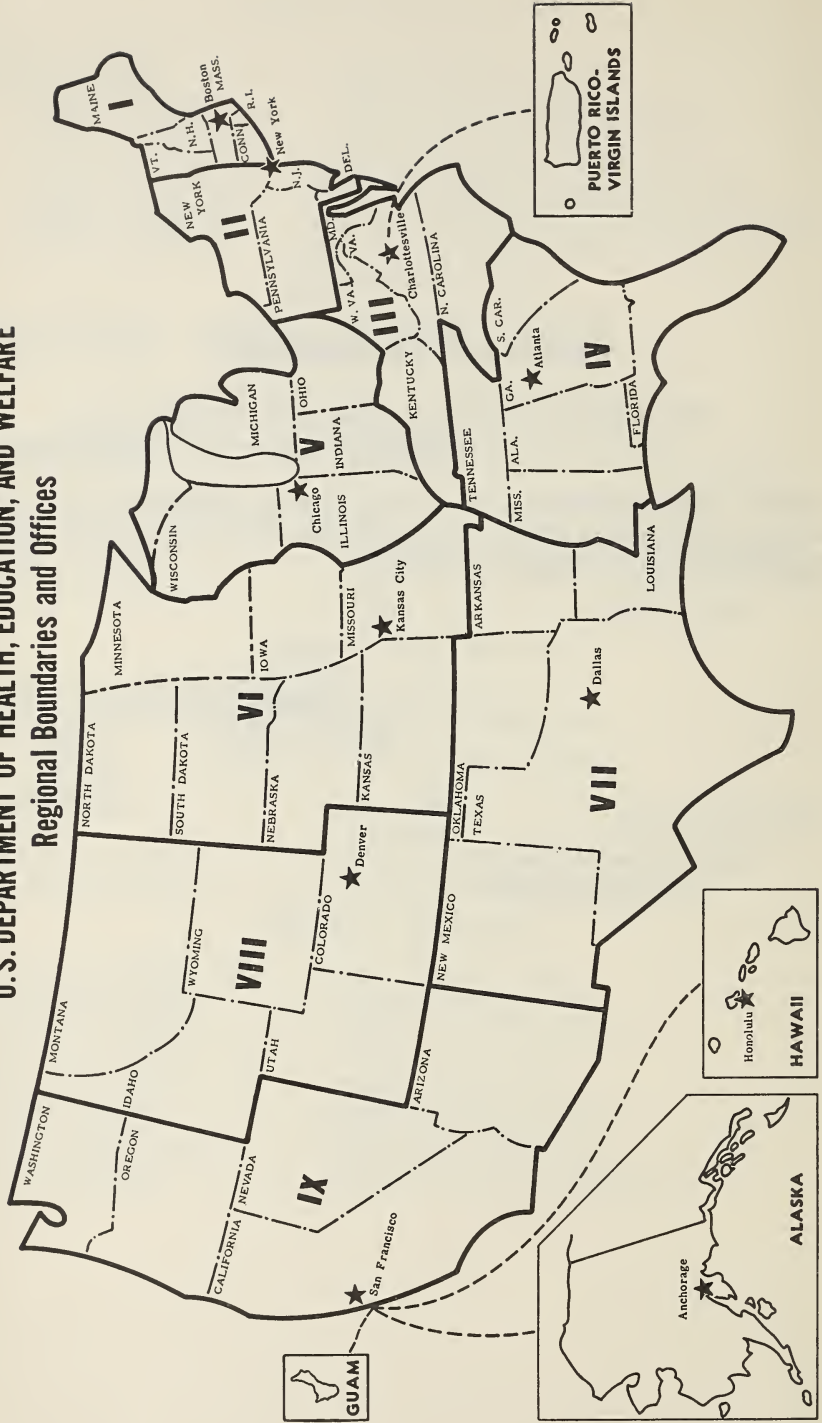 U.S. DEPARTMENT OF HEALTH, EDUCATION, AND WELFARE
Regional Boundaries and Offices
WASHINGTON
OREGON
IDAHO
MONTANA
WYOMING
VIII
UTAH
COLORADO
Denver
NEVADA
CALIFORNIA
IX
San Francisco
ARIZONA
NEW MEXICO
NORTH DAKOTA
SOUTH DAKOTA
NEBRASKA
KANSAS
VI
MINNESOTA
IOWA
MISSOURI
Kansas City
OKLAHOMA
TEXAS
VII
Dallas
ARKANSAS
LOUISIANA
WISCONSIN
MICHIGAN
Chicago
ILLINOIS
INDIANA
V
OHIO
KENTUCKY
III
W. VA.
VA.
MD.
Charlottesville
N. CAROLINA
TENNESSEE
MISS.
ALA.
GA.
S. CAR.
Atlanta
IV
FLORIDA
MAINE
I
VT.
N.H.
Boston
MASS.
CONN.
R.I.
New York
NEW
YORK
II
PENNSYLVANIA
N.J.
DEL.
GUAM
Anchorage
ALASKA
Honolulu
HAWAII
PUERTO RICO-
VIRGIN ISLANDS